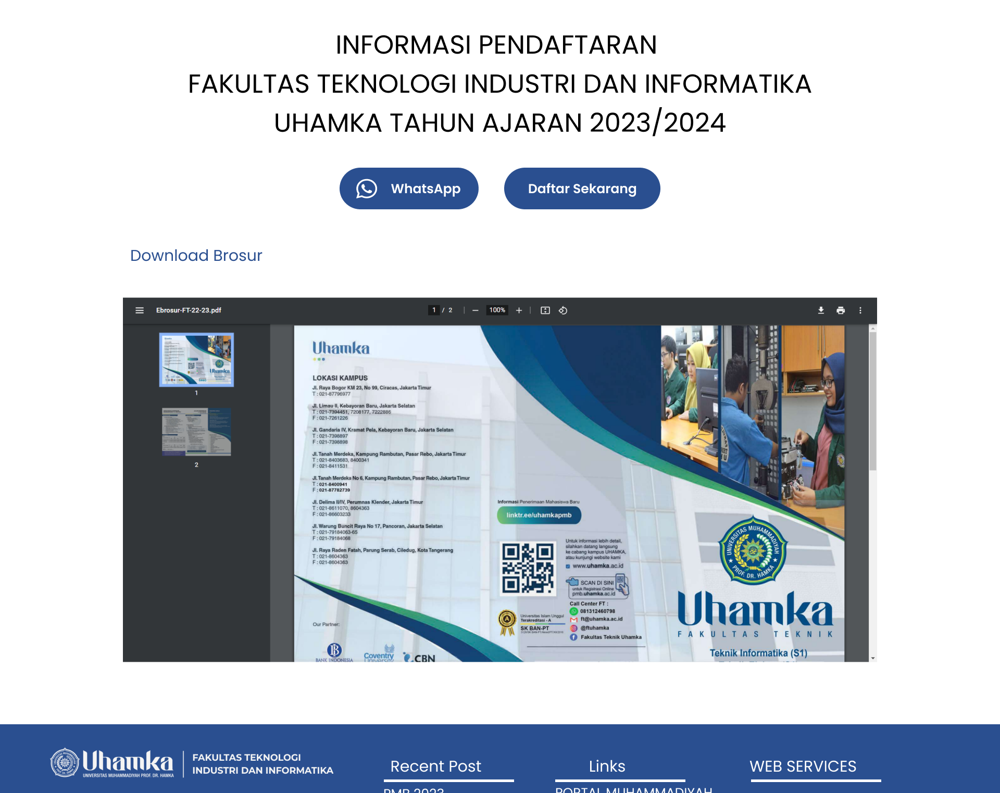 INFORMASI PENDAFTARAN
FAKULTAS TEKNOLOGI INDUSTRI DAN INFORMATIKA
UHAMKA TAHUN AJARAN 2023/2024
WhatsApp
Daftar Sekarang
Download Brosur
Ebrosur-FT-22-23.pdf
1 / 2
100%
1
2
Uhamka
LOKASI KAMPUS
Jl. Raya Bogor KM 23, No 99, Ciracas, Jakarta Timur
T : 021-87796977
Jl. Limau II, Kebayoran Baru, Jakarta Selatan
T : 021-7394451, 7208177, 7222886
F : 021-7261226
Jl. Gandaria IV, Kramat Pela, Kebayoran Baru, Jakarta Selatan
T : 021-7398897
F : 021-7398898
Jl. Tanah Merdeka, Kampung Rambutan, Pasar Rebo, Jakarta Timur
T : 021-8403683, 8400341
F : 021-8411531
Jl. Tanah Merdeka No 6, Kampung Rambutan, Pasar Rebo, Jakarta Timur
T : 021-8400941
F : 021-87782739
Jl. Delima II/IV, Perumnas Klender, Jakarta Timur
T : 021-8611070, 8604363
F : 021-86603233
Jl. Warung Buncit Raya No 17, Pancoran, Jakarta Selatan
T : 021-79184063-65
F : 021-79184068
Jl. Raya Raden Fatah, Parung Serab, Ciledug, Kota Tangerang
T : 021-8604363
F : 021-8604363
Our Partner:
BANK INDONESIA
Coventry
University
CBN
Informasi Penerimaan Mahasiswa Baru
linktr.ee/uhamkapmb
Untuk informasi lebih detail,
silahkan datang langsung
ke cabang kampus UHAMKA,
atau kunjungi website kami
www.uhamka.ac.id
SCAN DI SINI
untuk Registrasi Online
pmb.uhamka.ac.id
Call Center FT :
081312460798
ft@uhamka.ac.id
@ftuhamka
Fakultas Teknik Uhamka
A
Universitas Islam Unggul
Terakreditasi - A
SK BAN-PT
UNIVERSITAS MUHAMMADIYAH
PROF. DR. HAMKA
Uhamka
FAKULTAS TEKNIK
Teknik Informatika (S1)
Uhamka
UNIVERSITAS MUHAMMADIYAH PROF. DR. HAMKA
FAKULTAS TEKNOLOGI
INDUSTRI DAN INFORMATIKA
Recent Post
PMB 2023
Links
PORTAL MUHAMMADIYAH
WEB SERVICES